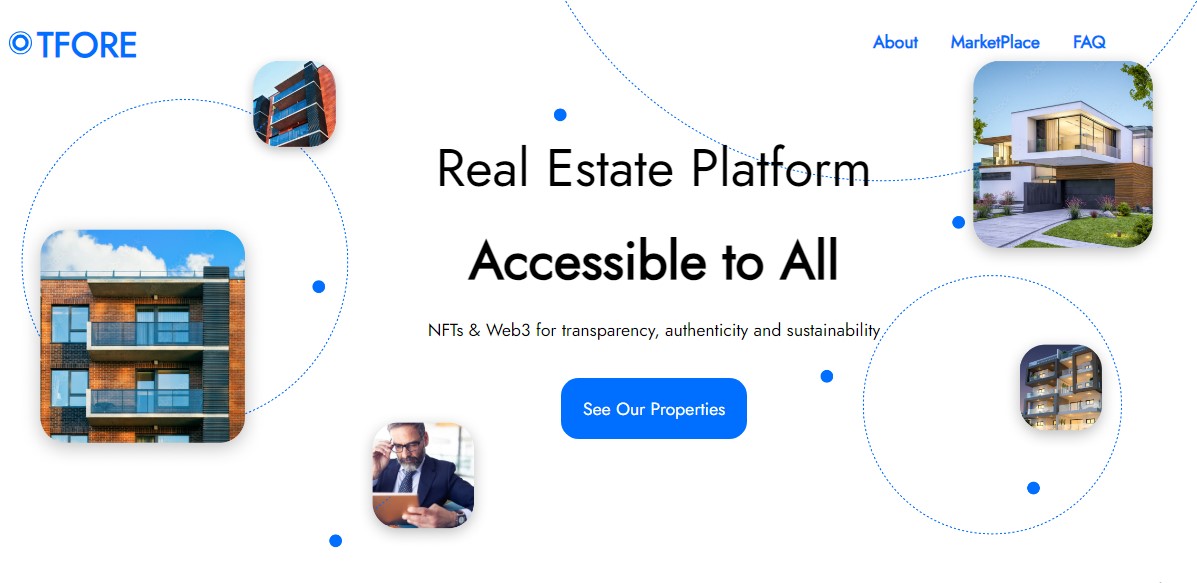 TFORE
About MarketPlace FAQ
Real Estate Platform
Accessible to All
NFTs & Web3 for transparency, authenticity and sustainability
See Our Properties